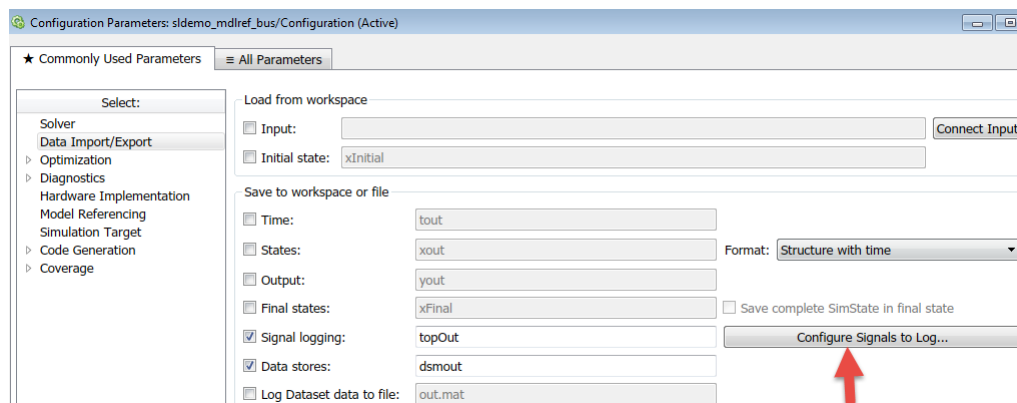 Configuration Parameters: sldemo_mdlref_bus/Configuration (Active)
★ Commonly Used Parameters
≡ All Parameters
Select:
Solver
Data Import/Export
Optimization
Diagnostics
Hardware Implementation
Model Referencing
Simulation Target
Code Generation
Coverage
Load from workspace
Input:
Connect Input
Initial state: xInitial
Save to workspace or file
Time: tout
States: xout Format: Structure with time
Output: yout
Final states: xFinal Save complete SimState in final state
Signal logging: topOut Configure Signals to Log...
Data stores: dsmout
Log Dataset data to file: out.mat